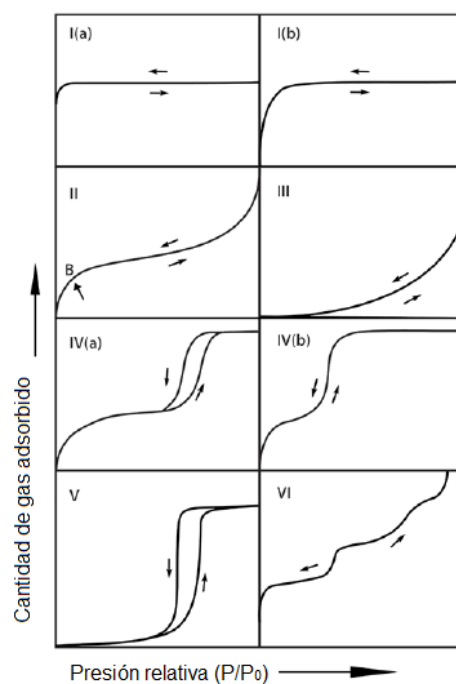 I(a)
I(b)
II
III
B
IV(a)
IV(b)
V
VI
Cantidad de gas adsorbido
Presión relativa (P/P₀)